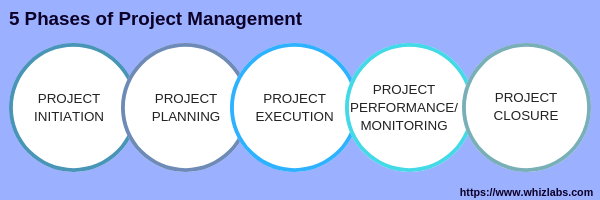 5 Phases of Project Management
PROJECT
INITIATION
PROJECT
PLANNING
PROJECT
EXECUTION
PROJECT
PERFORMANCE/
MONITORING
PROJECT
CLOSURE
https://www.whizlabs.com